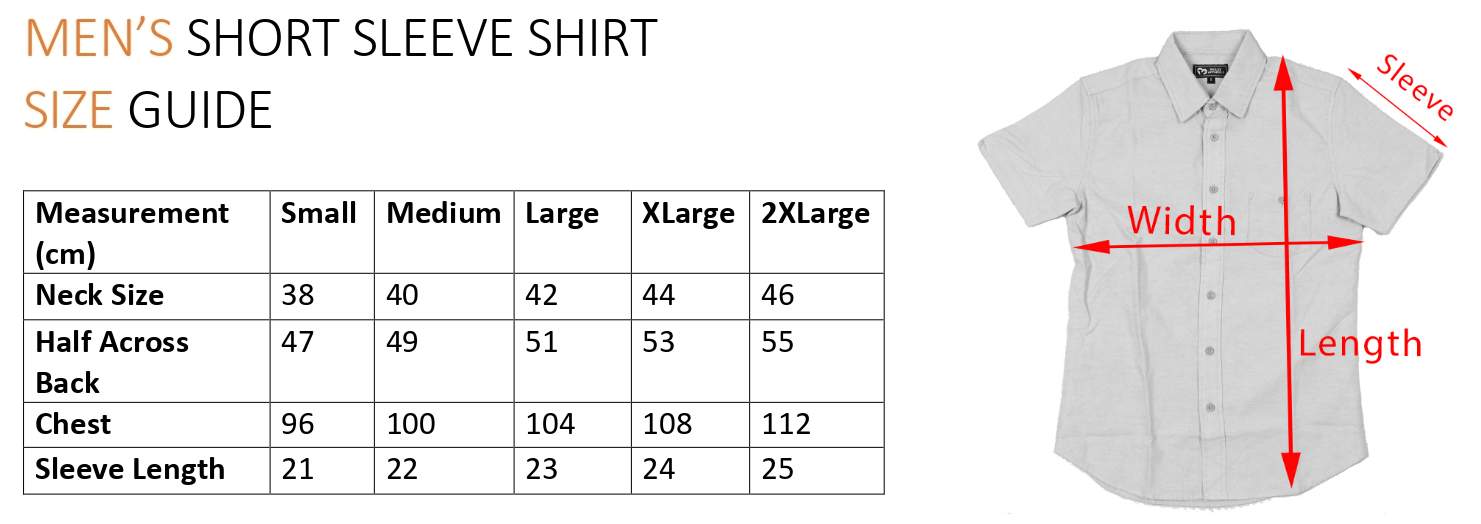 MEN'S SHORT SLEEVE SHIRT
SIZE GUIDE
Measurement (cm) Small Medium Large XLarge 2XLarge
Neck Size 38 40 42 44 46
Half Across Back 47 49 51 53 55
Chest 96 100 104 108 112
Sleeve Length 21 22 23 24 25
Sleeve
Width
Length